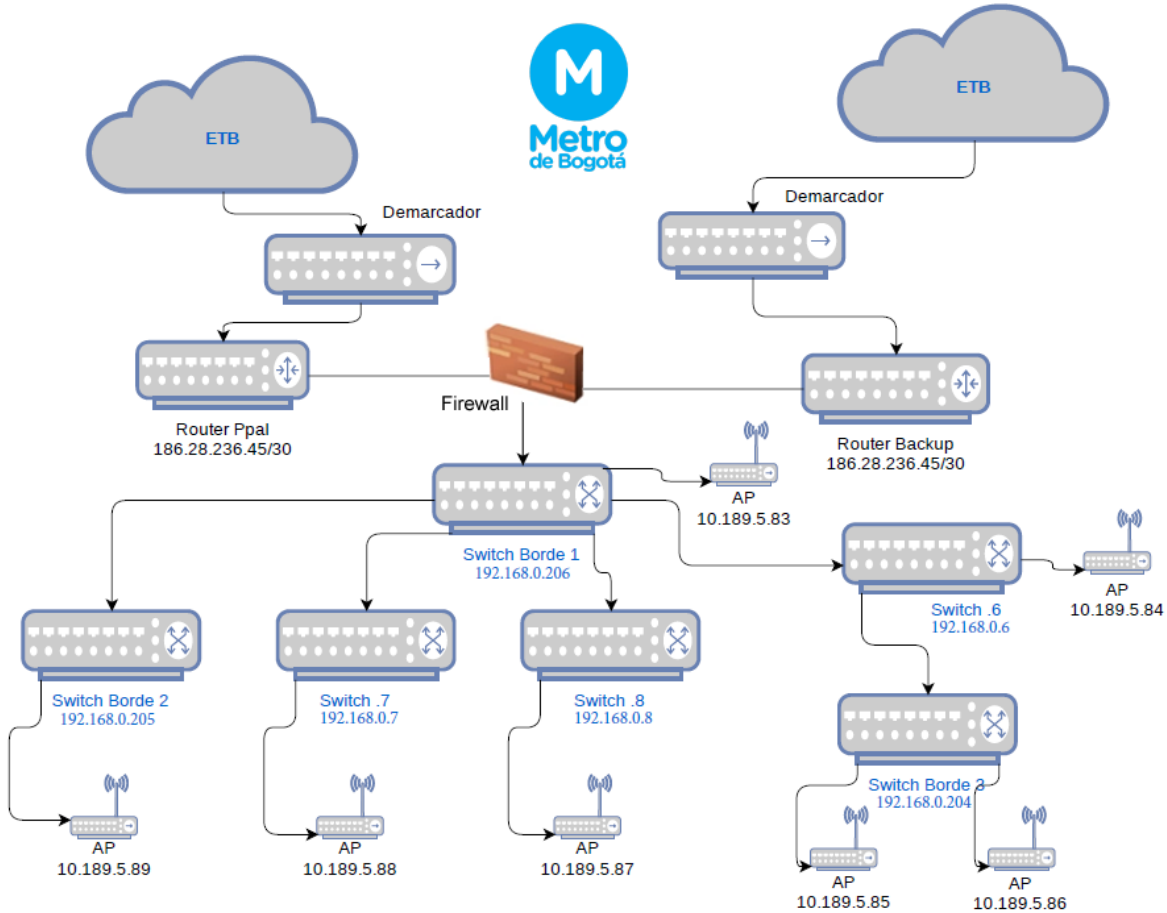 ETB
ETB
M
Metro
de Bogotá
Demarcador
Demarcador
Firewall
Router Ppal
186.28.236.45/30
Router Backup
186.28.236.45/30
AP
10.189.5.83
Switch Borde 1
192.168.0.206
AP
10.189.5.84
Switch .6
192.168.0.6
Switch Borde 2
192.168.0.205
Switch .7
192.168.0.7
Switch .8
192.168.0.8
Switch Borde 3
192.168.0.204
AP
10.189.5.89
AP
10.189.5.88
AP
10.189.5.87
AP
10.189.5.85
AP
10.189.5.86